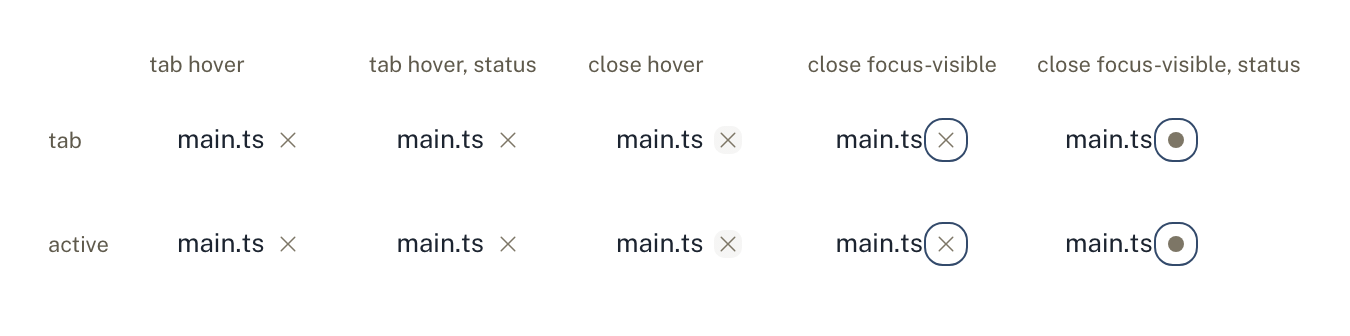 tab hover tab hover, status close hover close focus-visible close focus-visible, status
tab main.ts main.ts main.ts main.ts main.ts
active main.ts main.ts main.ts main.ts main.ts